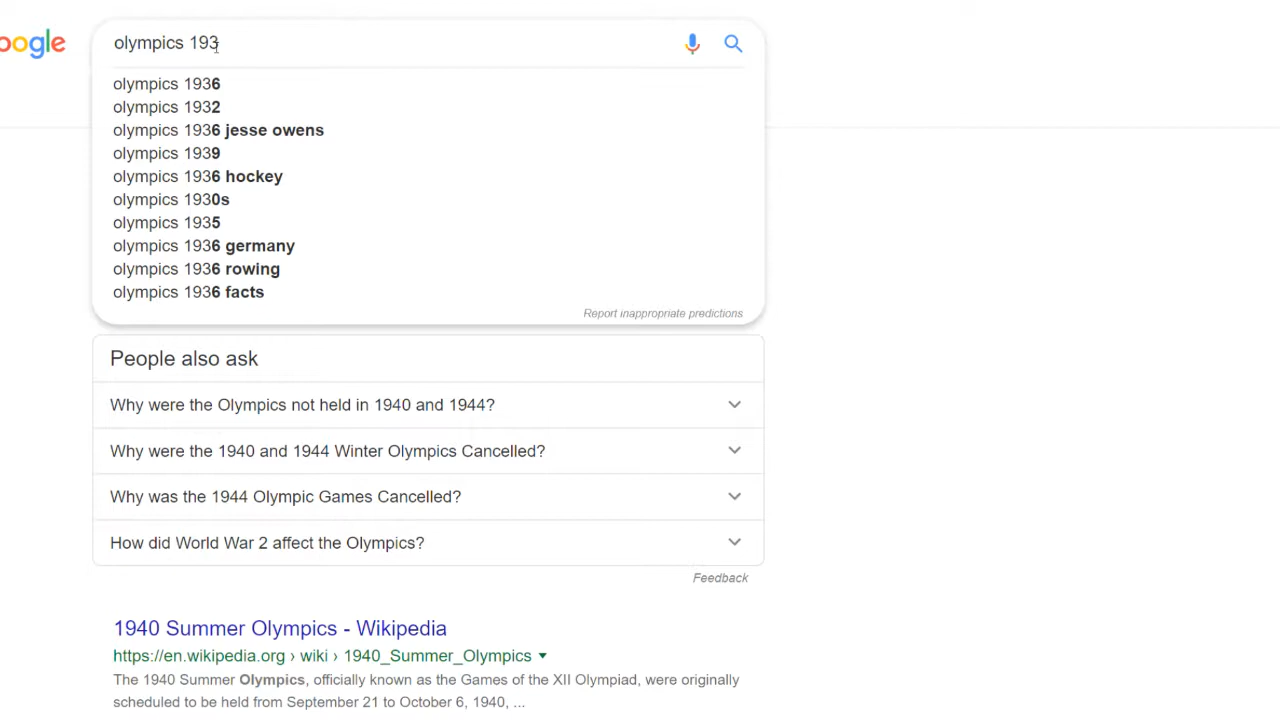 oogle
olympics 193
olympics 1936
olympics 1932
olympics 1936 jesse owens
olympics 1939
olympics 1936 hockey
olympics 1930s
olympics 1935
olympics 1936 germany
olympics 1936 rowing
olympics 1936 facts
Report inappropriate predictions
People also ask
Why were the Olympics not held in 1940 and 1944?
Why were the 1940 and 1944 Winter Olympics Cancelled?
Why was the 1944 Olympic Games Cancelled?
How did World War 2 affect the Olympics?
Feedback
1940 Summer Olympics - Wikipedia
https://en.wikipedia.org › wiki › 1940_Summer_Olympics
The 1940 Summer Olympics, officially known as the Games of the XII Olympiad, were originally
scheduled to be held from September 21 to October 6, 1940, ...